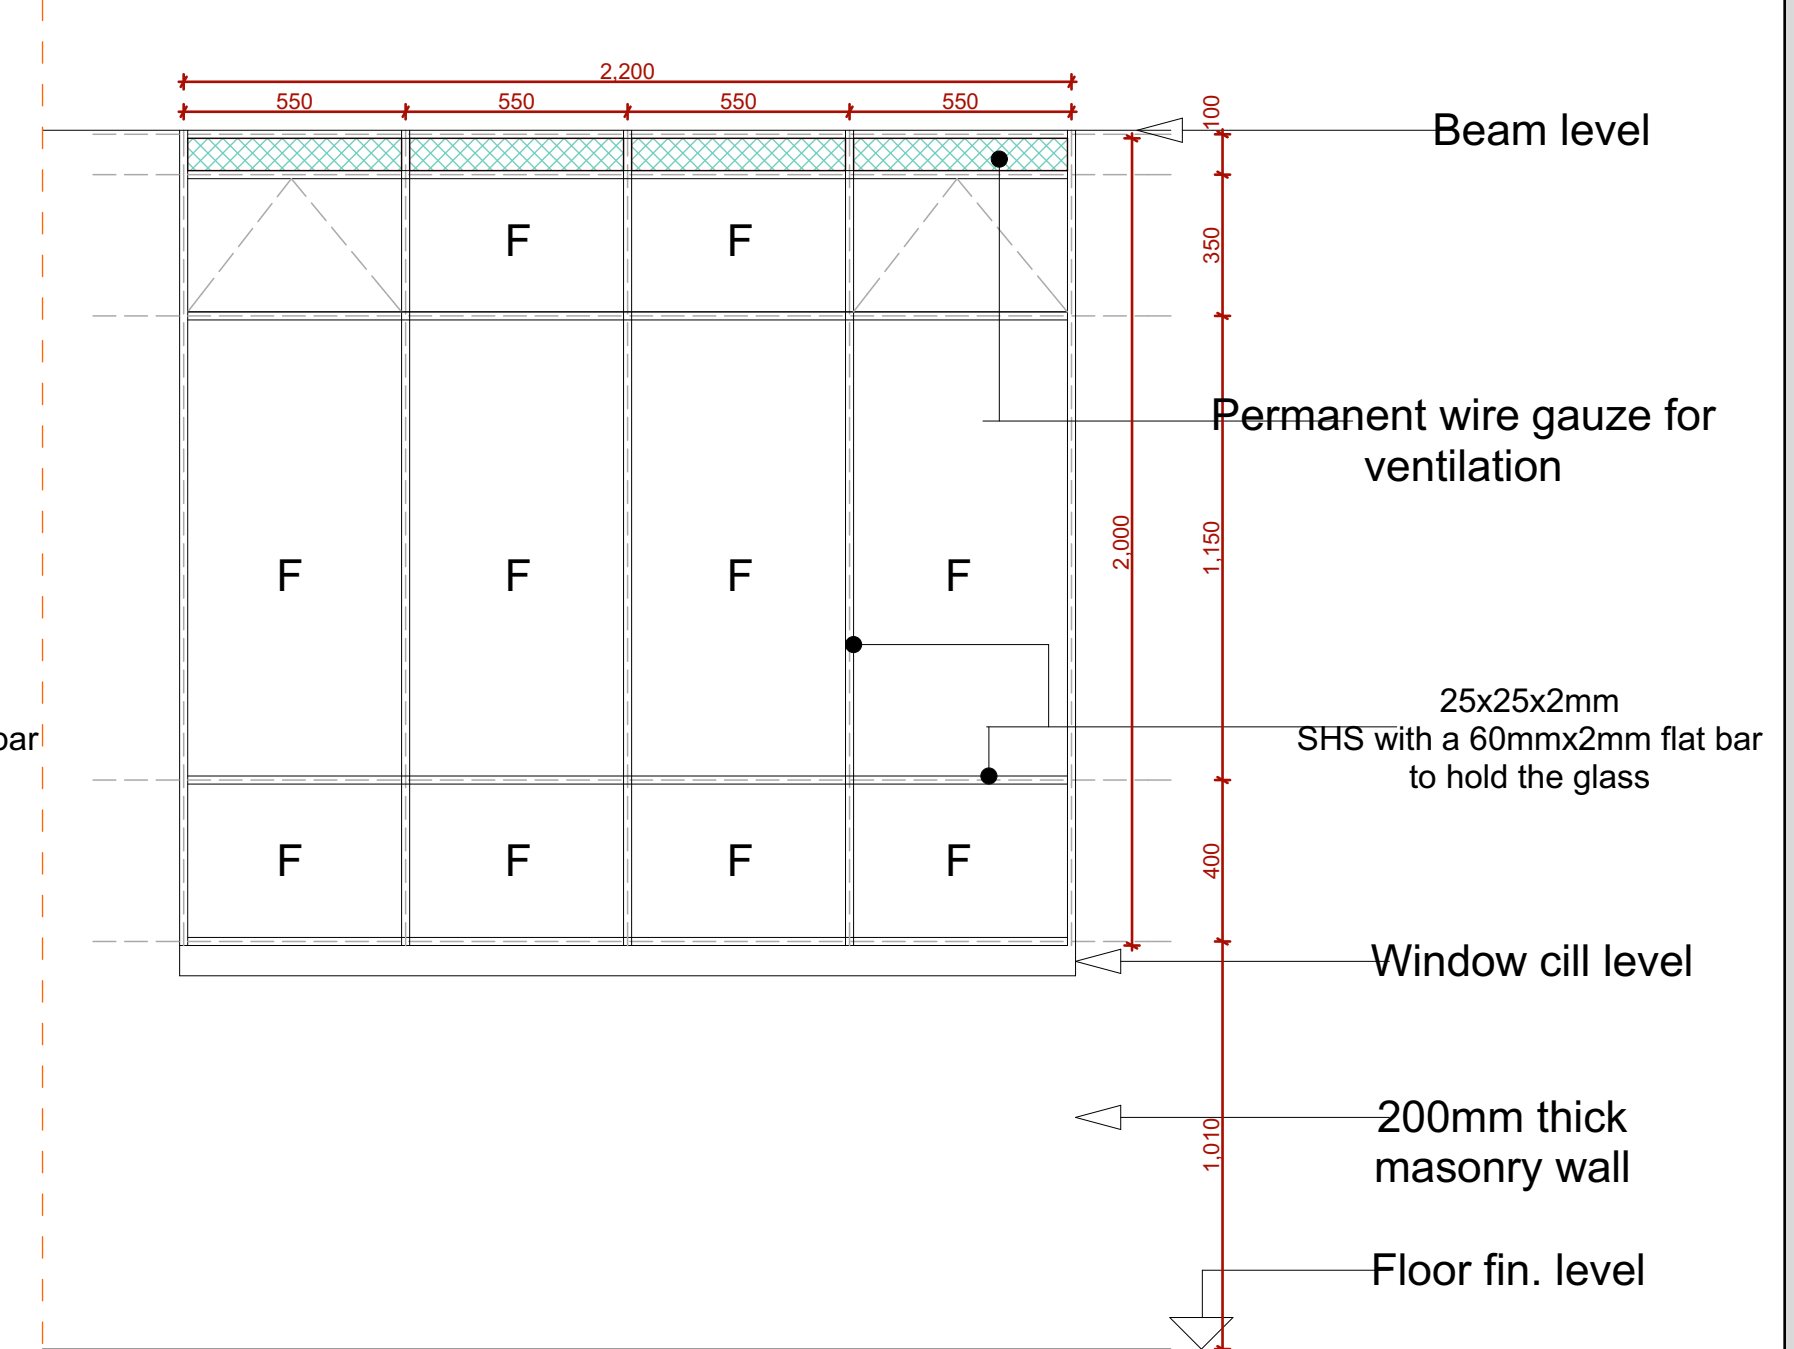 2,200
550 550 550 550
100
Beam level
F F
350
Permanent wire gauze for
ventilation
2,000
1,150
F F F F
25x25x2mm
SHS with a 60mmx2mm flat bar
to hold the glass
bar
F F F F
400
Window cill level
200mm thick
masonry wall
1,010
Floor fin. level